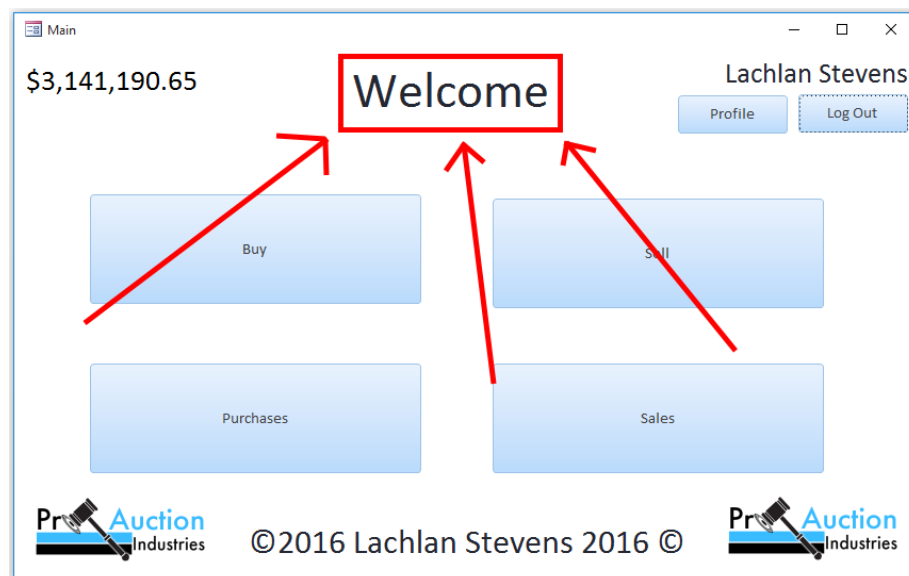 Main
$3,141,190.65
Welcome
Lachlan Stevens
Profile
Log Out
Buy
Sell
Purchases
Sales
Pro Auction
Industries
©2016 Lachlan Stevens 2016 ©
Pro Auction
Industries